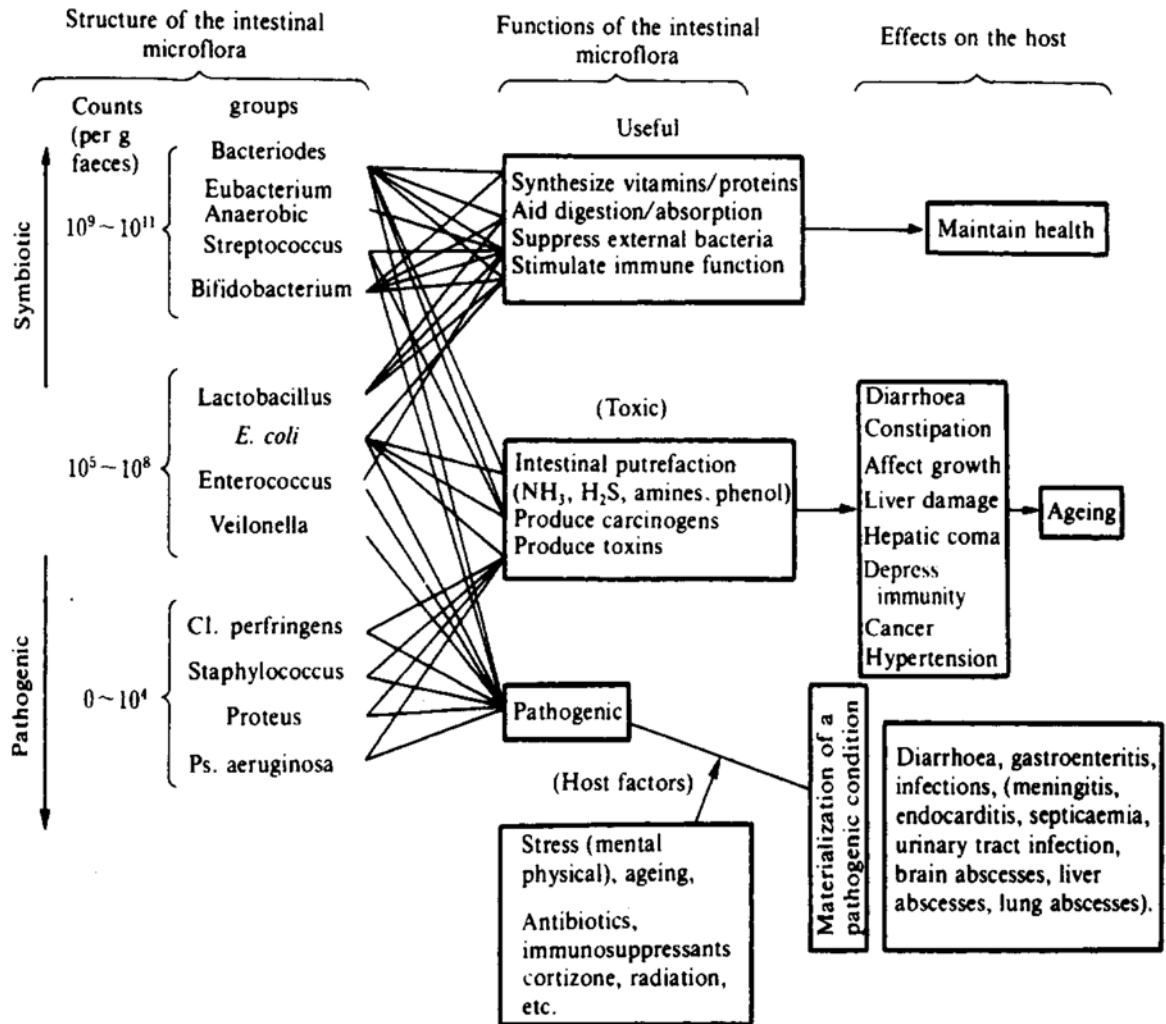 Structure of the intestinal
microflora
Functions of the intestinal
microflora
Effects on the host
Counts
(per g
faeces)
groups
Symbiotic
10⁹ ~ 10¹¹
Bacteriodes
Eubacterium
Anaerobic
Streptococcus
Bifidobacterium
10⁵ ~ 10⁸
Lactobacillus
E. coli
Enterococcus
Veilonella
Pathogenic
0 ~ 10⁴
Cl. perfringens
Staphylococcus
Proteus
Ps. aeruginosa
Useful
Synthesize vitamins/proteins
Aid digestion/absorption
Suppress external bacteria
Stimulate immune function
Maintain health
(Toxic)
Intestinal putrefaction
(NH₃, H₂S, amines. phenol)
Produce carcinogens
Produce toxins
Diarrhoea
Constipation
Affect growth
Liver damage
Hepatic coma
Depress
immunity
Cancer
Hypertension
Ageing
Pathogenic
(Host factors)
Stress (mental
physical), ageing,
Antibiotics,
immunosuppressants
cortizone, radiation,
etc.
Materialization of a
pathogenic condition
Diarrhoea, gastroenteritis,
infections, (meningitis,
endocarditis, septicaemia,
urinary tract infection,
brain abscesses, liver
abscesses, lung abscesses).